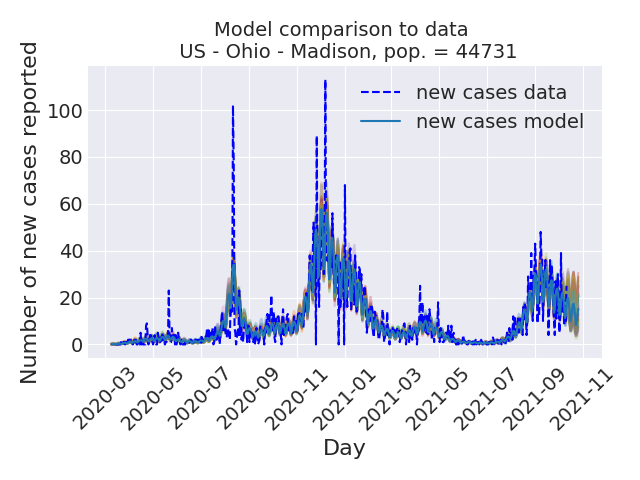 Model comparison to data
US - Ohio - Madison, pop. = 44731
Number of new cases reported
100
80
60
40
20
0
new cases data
new cases model
2020-03
2020-05
2020-07
2020-09
2020-11
2021-01
2021-03
2021-05
2021-07
2021-09
2021-11
Day